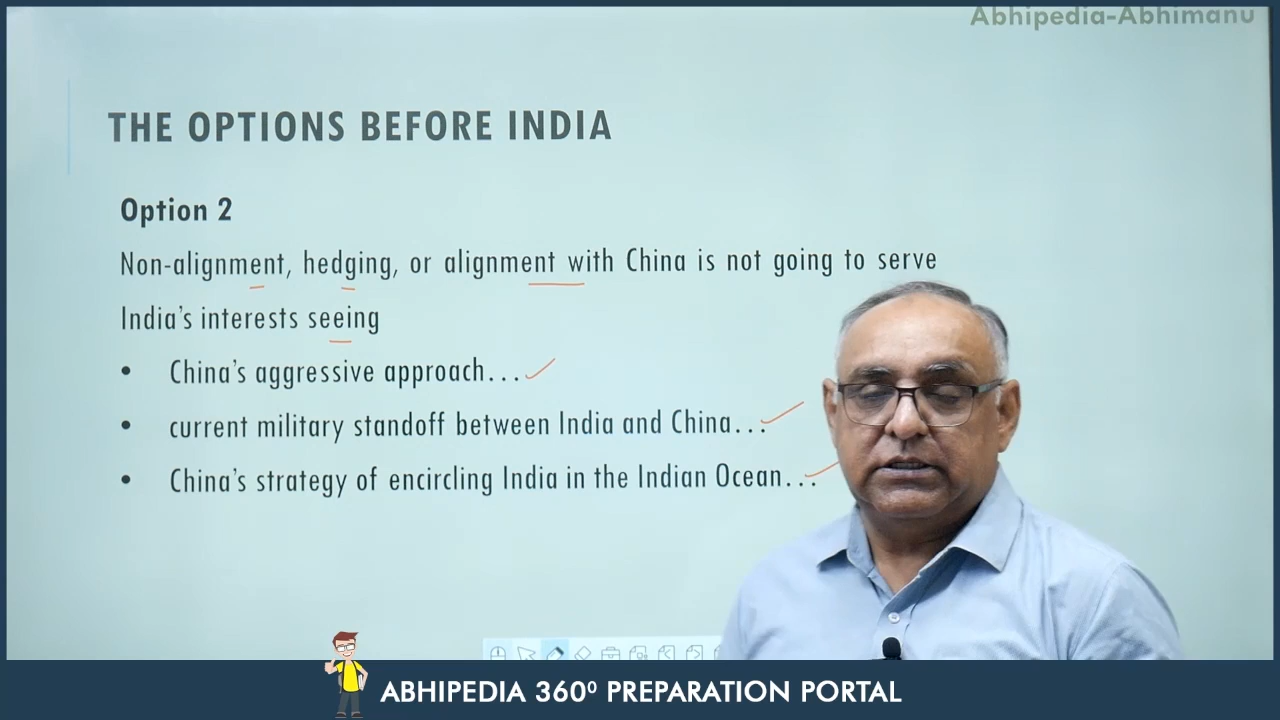 Abhipedia-Abhimanu
THE OPTIONS BEFORE INDIA
Option 2
Non-alignment, hedging, or alignment with China is not going to serve
India's interests seeing
• China's aggressive approach...
• current military standoff between India and China...
• China's strategy of encircling India in the Indian Ocean...
ABHIPEDIA 360⁰ PREPARATION PORTAL